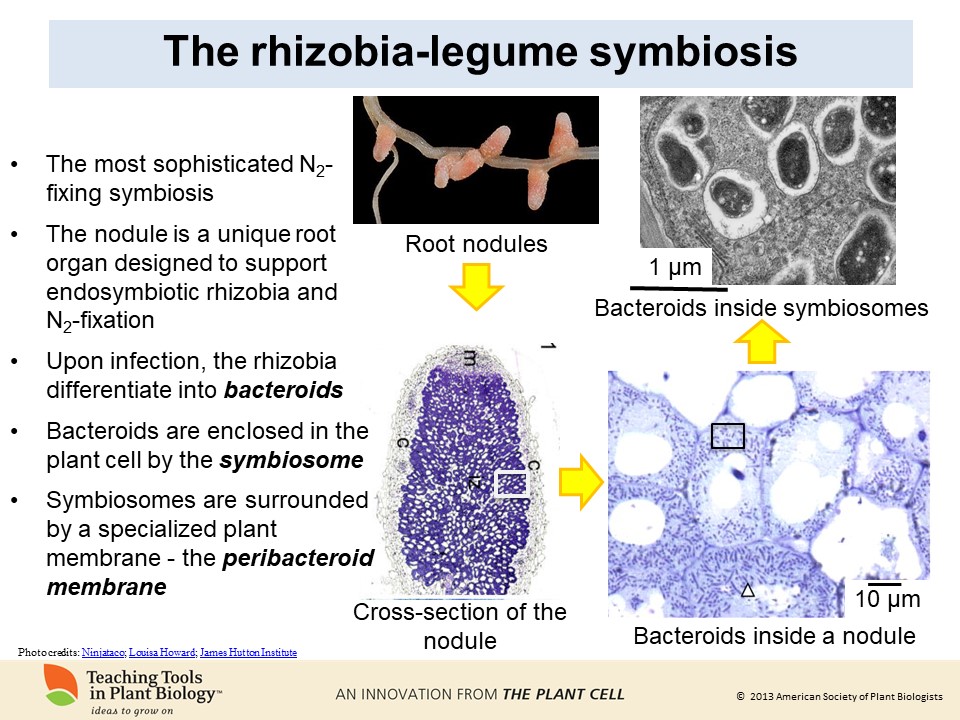 The rhizobia-legume symbiosis
• The most sophisticated N2-
fixing symbiosis
• The nodule is a unique root
organ designed to support
endosymbiotic rhizobia and
N2-fixation
• Upon infection, the rhizobia
differentiate into bacteroids
• Bacteroids are enclosed in the
plant cell by the symbiosome
• Symbiosomes are surrounded
by a specialized plant
membrane - the peribacteroid
membrane
Root nodules
1
m
c
c
Cross-section of the
nodule
1 µm
Bacteroids inside symbiosomes
10 µm
Bacteroids inside a nodule
Photo credits: Ninjatacoshell; Louisa Howard; James Hutton Institute
Teaching Tools
in Plant Biology™
ideas to grow on
AN INNOVATION FROM THE PLANT CELL
© 2013 American Society of Plant Biologists